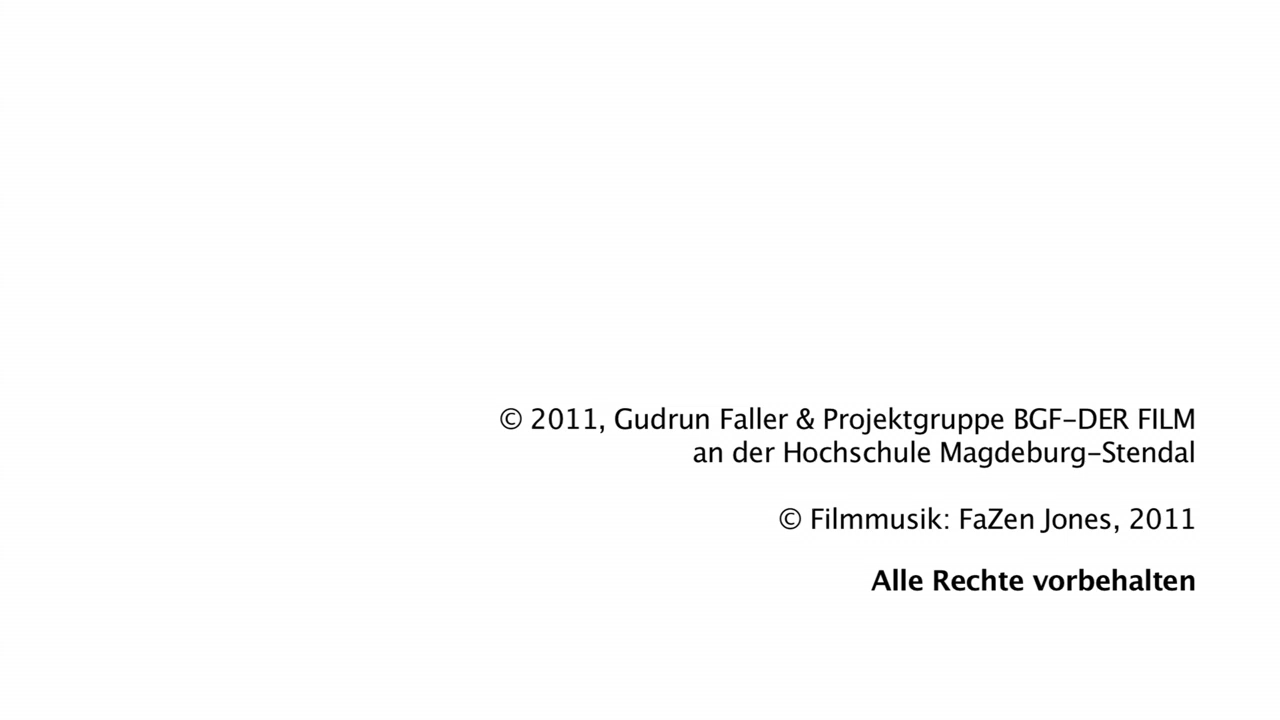 © 2011, Gudrun Faller & Projektgruppe BGF–DER FILM
an der Hochschule Magdeburg–Stendal
© Filmmusik: FaZen Jones, 2011
Alle Rechte vorbehalten